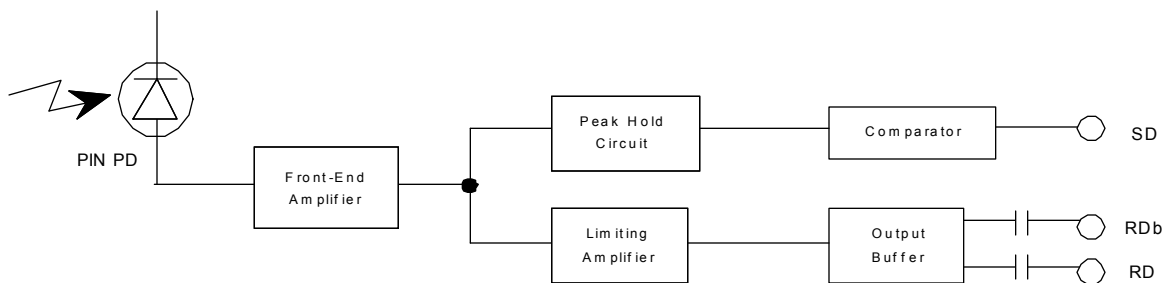 PIN PD
Front-End
Amplifier
Peak Hold
Circuit
Comparator
SD
Limiting
Amplifier
Output
Buffer
RDb
RD